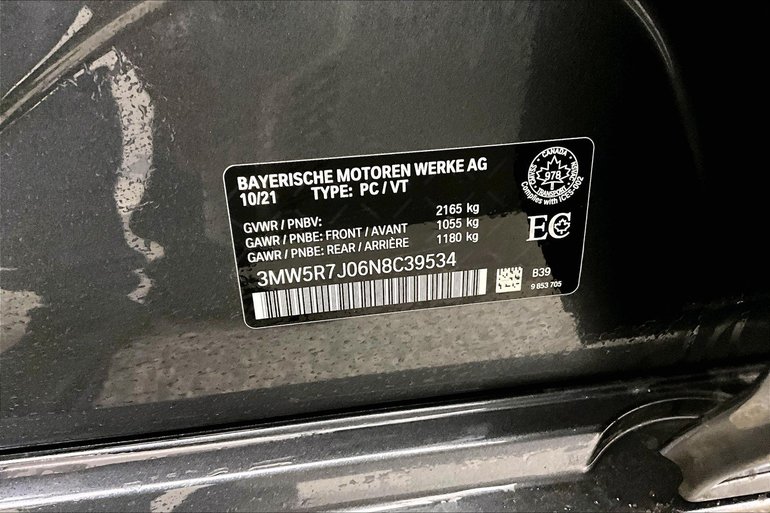 BAYERISCHE MOTOREN WERKE AG
10/21 TYPE: PC / VT
GVWR / PNBV: 2165 kg
GAWR / PNBE: FRONT / AVANT 1055 kg
GAWR / PNBE: REAR / ARRIÈRE 1180 kg
3MW5R7J06N8C39534
CANADA
978
TRANSPORT
Complies with ICES-002
EC
B39
9 853 705